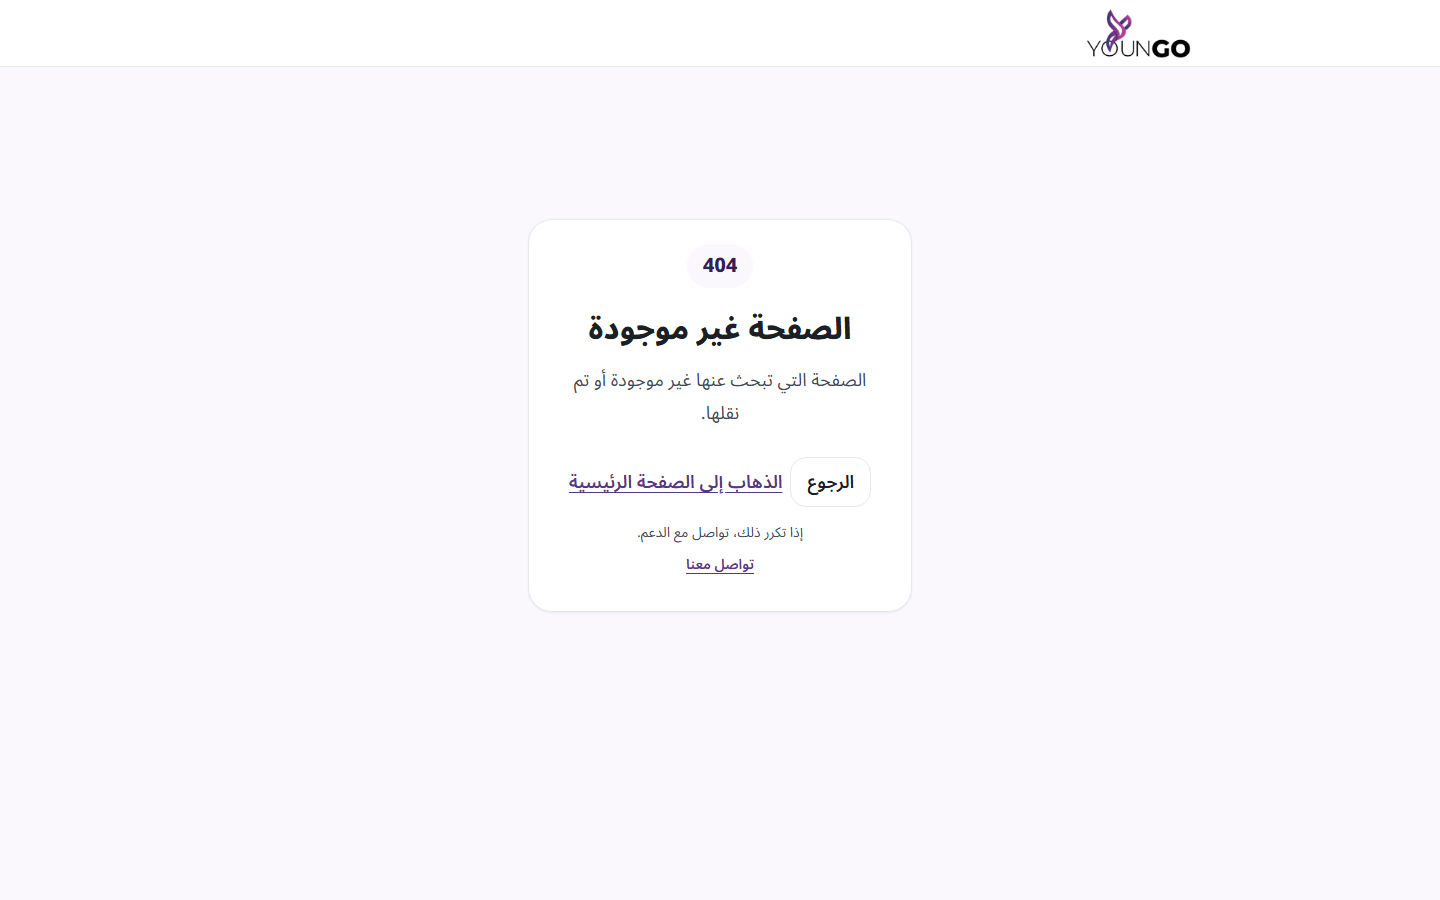 YOUNGO
404
الصفحة غير موجودة
الصفحة التي تبحث عنها غير موجودة أو تم
نقلها.
الرجوع
الذهاب إلى الصفحة الرئيسية
إذا تكرر ذلك، تواصل مع الدعم.
تواصل معنا